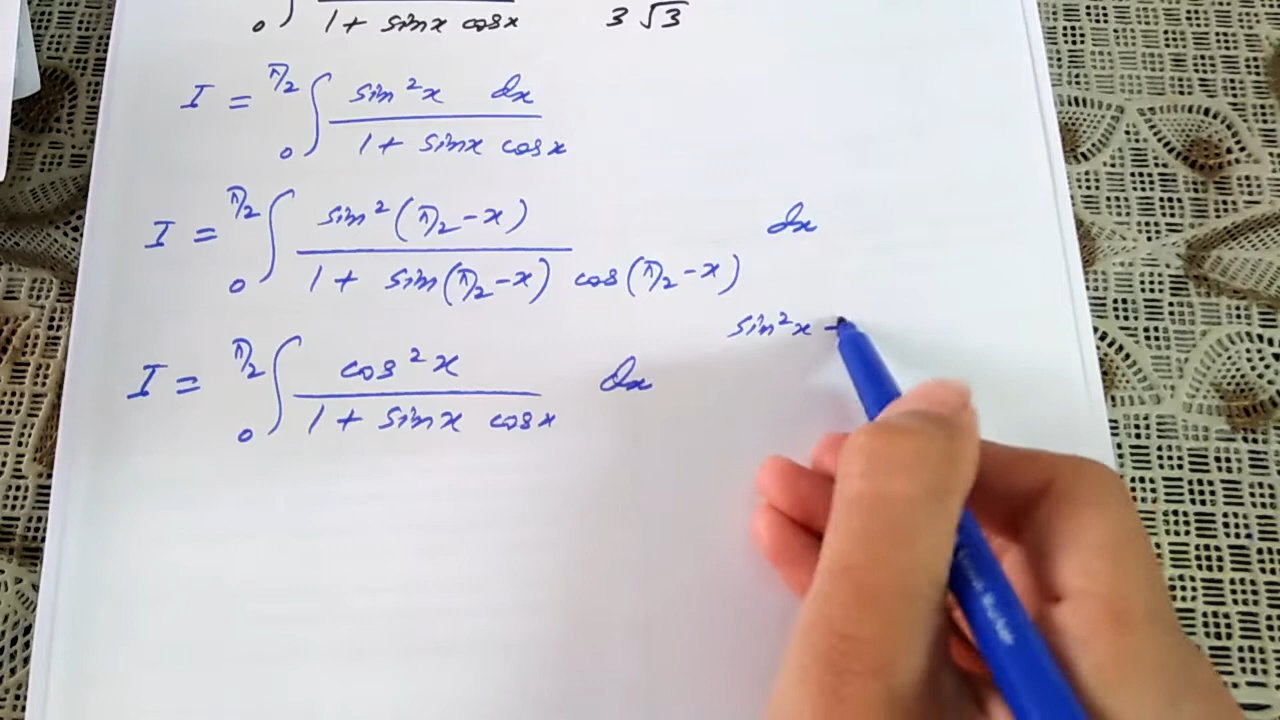 0∫ 1 + sinx cosx 3√3
I = π/2 ∫ 0 sin²x dx / 1 + sinx cosx
I = π/2 ∫ 0 sin²(π/2 - x) / 1 + sin(π/2 - x) cos(π/2 - x) dx
sin²x -
I = π/2 ∫ 0 cos²x / 1 + sinx cosx dx